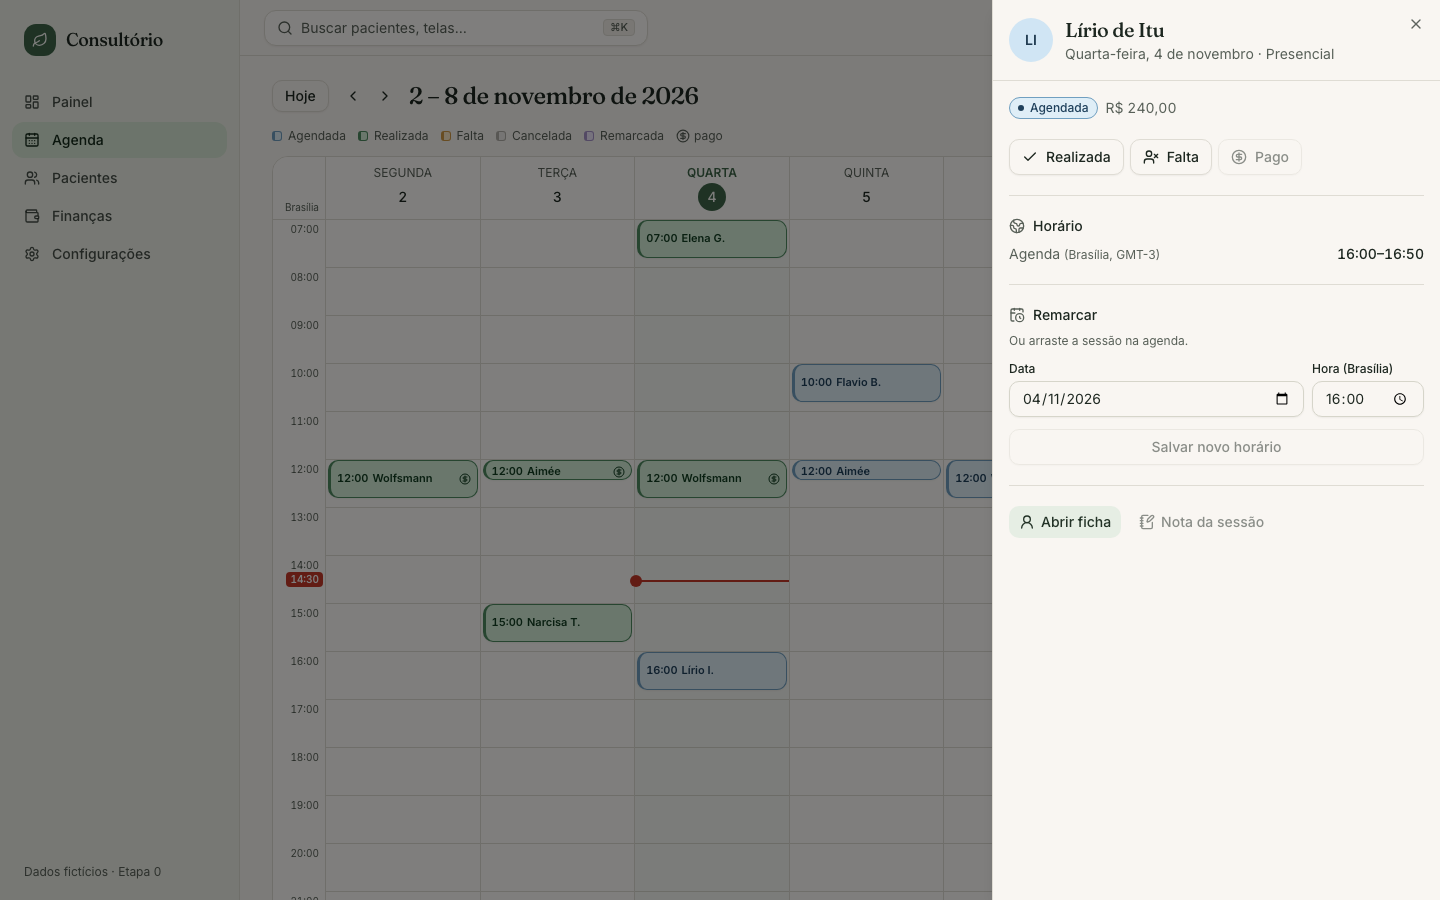 Consultório
Painel
Agenda
Pacientes
Finanças
Configurações
Dados fictícios · Etapa 0
Buscar pacientes, telas... ⌘K
Hoje 2 – 8 de novembro de 2026
Agendada Realizada Falta Cancelada Remarcada pago
Brasília SEGUNDA 2 TERÇA 3 QUARTA 4 QUINTA 5
07:00 07:00 Elena G.
08:00
09:00
10:00 10:00 Flavio B.
11:00
12:00 12:00 Wolfsmann 12:00 Aimée 12:00 Wolfsmann 12:00 Aimée 12:00
13:00
14:00
14:30
15:00 15:00 Narcisa T.
16:00 16:00 Lírio I.
17:00
18:00
19:00
20:00
LI
Lírio de Itu
Quarta-feira, 4 de novembro · Presencial
Agendada R$ 240,00
Realizada Falta Pago
Horário
Agenda (Brasília, GMT-3) 16:00–16:50
Remarcar
Ou arraste a sessão na agenda.
Data Hora (Brasília)
04/11/2026 16:00
Salvar novo horário
Abrir ficha Nota da sessão